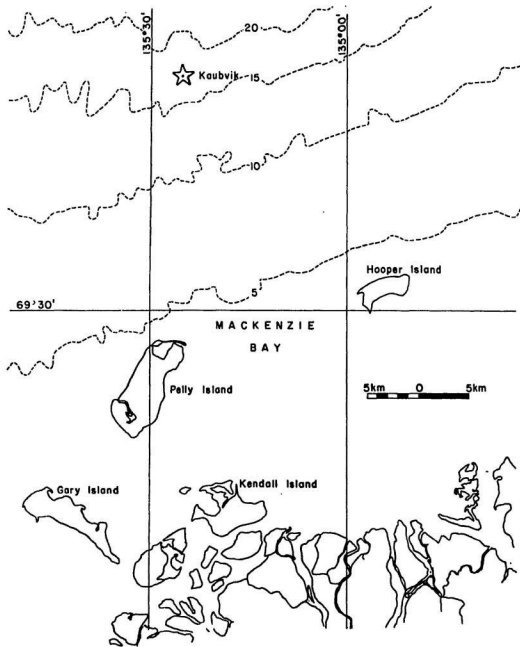 135°30'
135°00'
20
Kaubvik
15
10
Hooper Island
5
69°30'
MACKENZIE
BAY
Pelly Island
5km 0 5km
Gary Island
Kendall Island